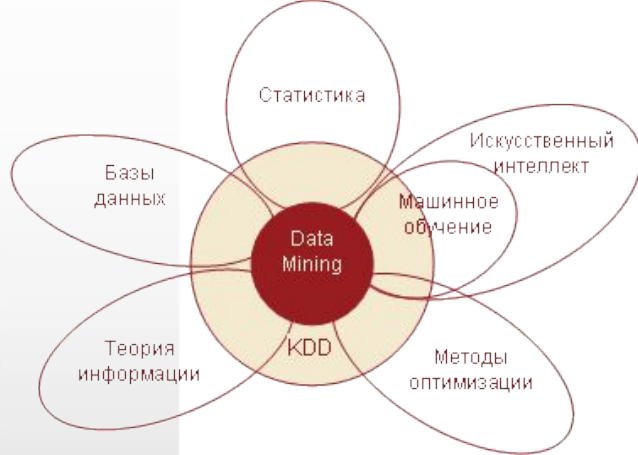 Статистика
Искусственный
интеллект
Базы
данных
Машинное
обучение
Data
Mining
KDD
Теория
информации
Методы
оптимизации